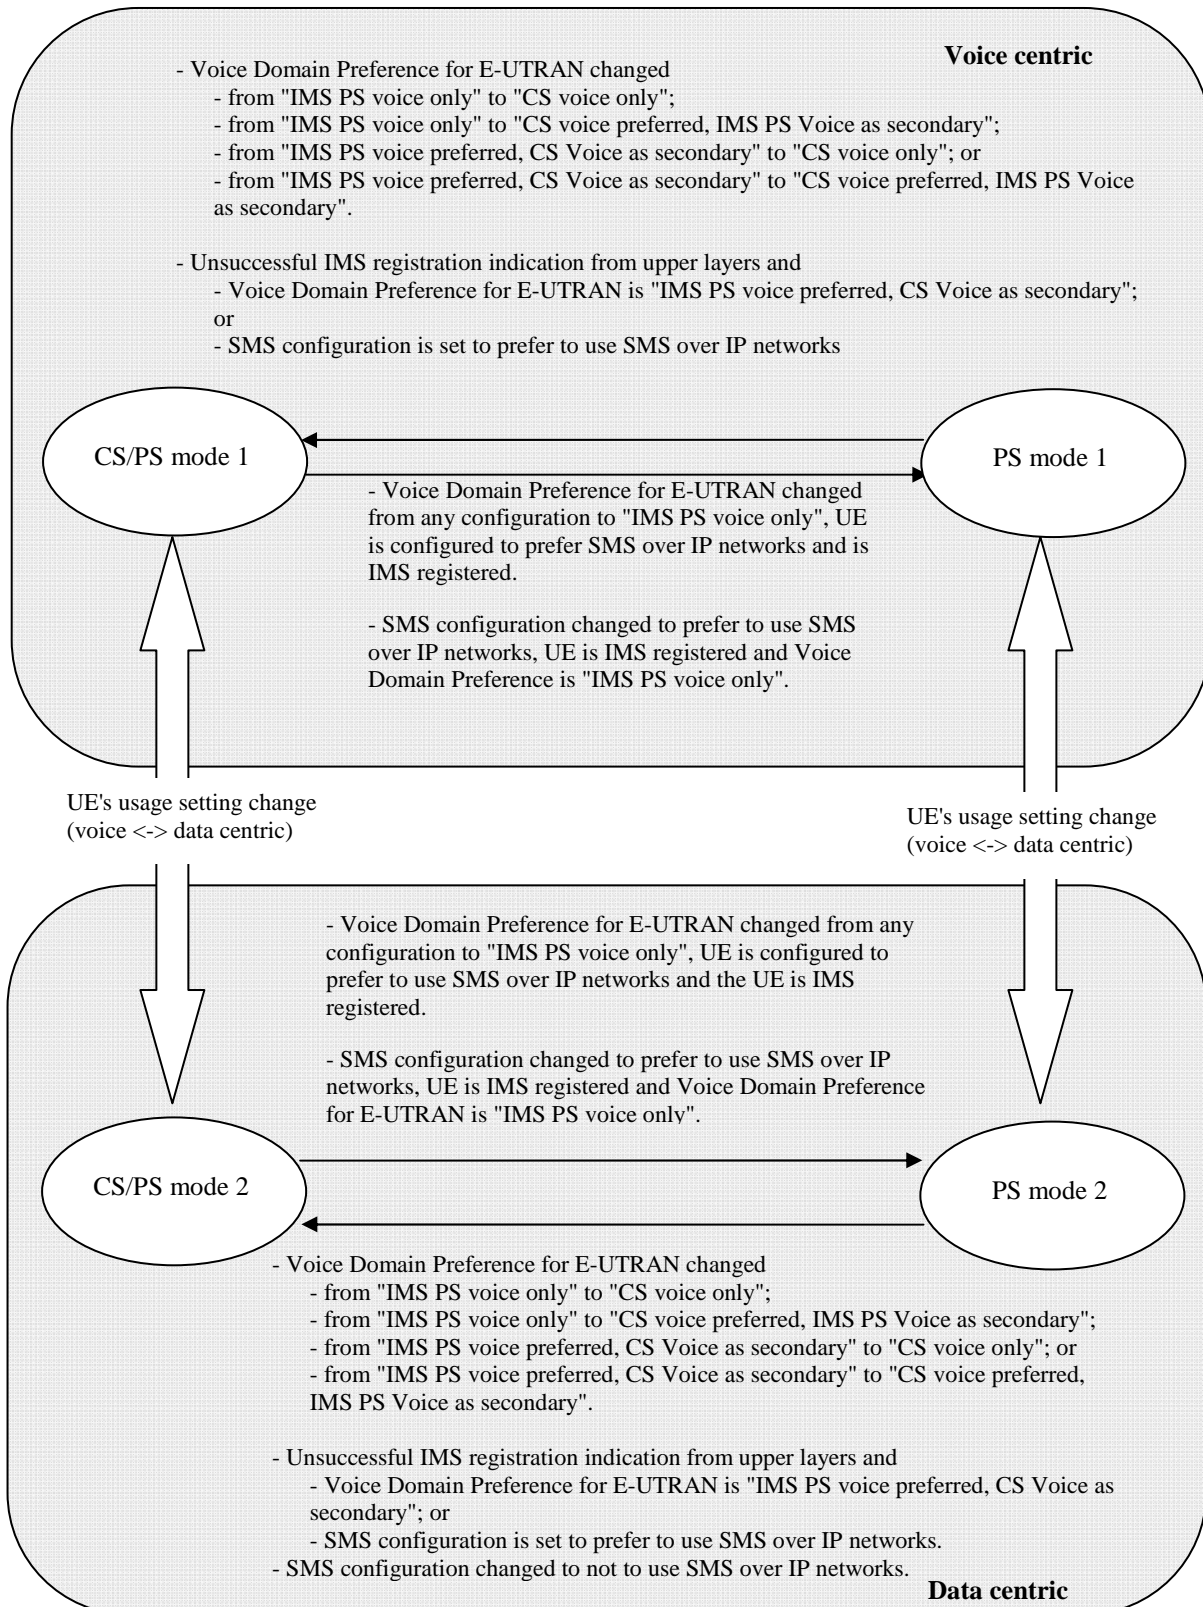 Voice centric
- Voice Domain Preference for E-UTRAN changed
- from "IMS PS voice only" to "CS voice only";
- from "IMS PS voice only" to "CS voice preferred, IMS PS Voice as secondary";
- from "IMS PS voice preferred, CS Voice as secondary" to "CS voice only"; or
- from "IMS PS voice preferred, CS Voice as secondary" to "CS voice preferred, IMS PS Voice
as secondary".
- Unsuccessful IMS registration indication from upper layers and
- Voice Domain Preference for E-UTRAN is "IMS PS voice preferred, CS Voice as secondary";
or
- SMS configuration is set to prefer to use SMS over IP networks
CS/PS mode 1
PS mode 1
- Voice Domain Preference for E-UTRAN changed
from any configuration to "IMS PS voice only", UE
is configured to prefer SMS over IP networks and is
IMS registered.
- SMS configuration changed to prefer to use SMS
over IP networks, UE is IMS registered and Voice
Domain Preference is "IMS PS voice only".
UE's usage setting change
(voice <-> data centric)
UE's usage setting change
(voice <-> data centric)
- Voice Domain Preference for E-UTRAN changed from any
configuration to "IMS PS voice only", UE is configured to
prefer to use SMS over IP networks and the UE is IMS
registered.
- SMS configuration changed to prefer to use SMS over IP
networks, UE is IMS registered and Voice Domain Preference
for E-UTRAN is "IMS PS voice only".
CS/PS mode 2
PS mode 2
- Voice Domain Preference for E-UTRAN changed
- from "IMS PS voice only" to "CS voice only";
- from "IMS PS voice only" to "CS voice preferred, IMS PS Voice as secondary";
- from "IMS PS voice preferred, CS Voice as secondary" to "CS voice only"; or
- from "IMS PS voice preferred, CS Voice as secondary" to "CS voice preferred,
IMS PS Voice as secondary".
- Unsuccessful IMS registration indication from upper layers and
- Voice Domain Preference for E-UTRAN is "IMS PS voice preferred, CS Voice as
secondary"; or
- SMS configuration is set to prefer to use SMS over IP networks.
- SMS configuration changed to not to use SMS over IP networks.
Data centric